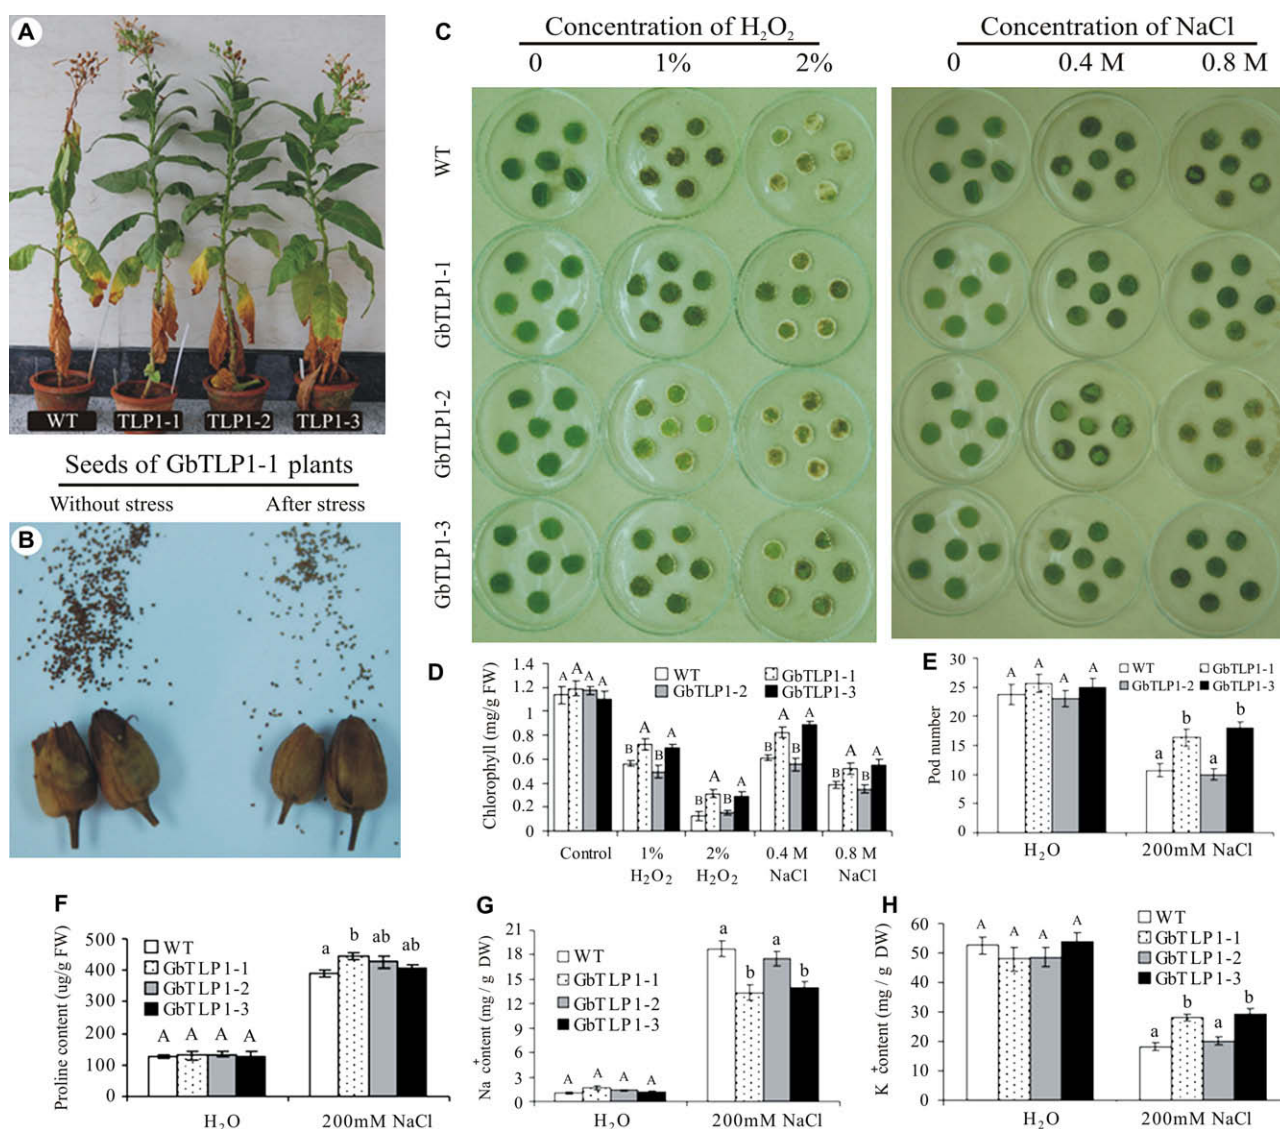 A
WT
TLP1-1
TLP1-2
TLP1-3
Seeds of GbTLP1-1 plants
Without stress
After stress
B
C
Concentration of H₂O₂
0
1%
2%
Concentration of NaCl
0
0.4 M
0.8 M
WT
GbTLP1-1
GbTLP1-2
GbTLP1-3
D
Chlorophyll (mg/g FW)
1.4
1.2
1
0.8
0.6
0.4
0.2
0
WT
GbTLP1-1
GbTLP1-2
GbTLP1-3
A A A A
B A B A
B A B A
B A B A
B A B A
Control
1% H₂O₂
2% H₂O₂
0.4 M NaCl
0.8 M NaCl
E
Pod number
30
25
20
15
10
5
0
WT
GbTLP1-1
GbTLP1-2
GbTLP1-3
A A A A
a b a b
H₂O
200mM NaCl
F
Proline content (ug/g FW)
500
400
300
200
100
0
WT
GbTLP1-1
GbTLP1-2
GbTLP1-3
A A A A
a b ab ab
H₂O
200mM NaCl
G
Na⁺content (mg / g DW)
21
18
15
12
9
6
3
0
WT
GbTLP1-1
GbTLP1-2
GbTLP1-3
A A A A
a b a b
H₂O
200mM NaCl
H
K⁺content (mg / g DW)
60
50
40
30
20
10
0
WT
GbTLP1-1
GbTLP1-2
GbTLP1-3
A A A A
a b a b
H₂O
200mM NaCl